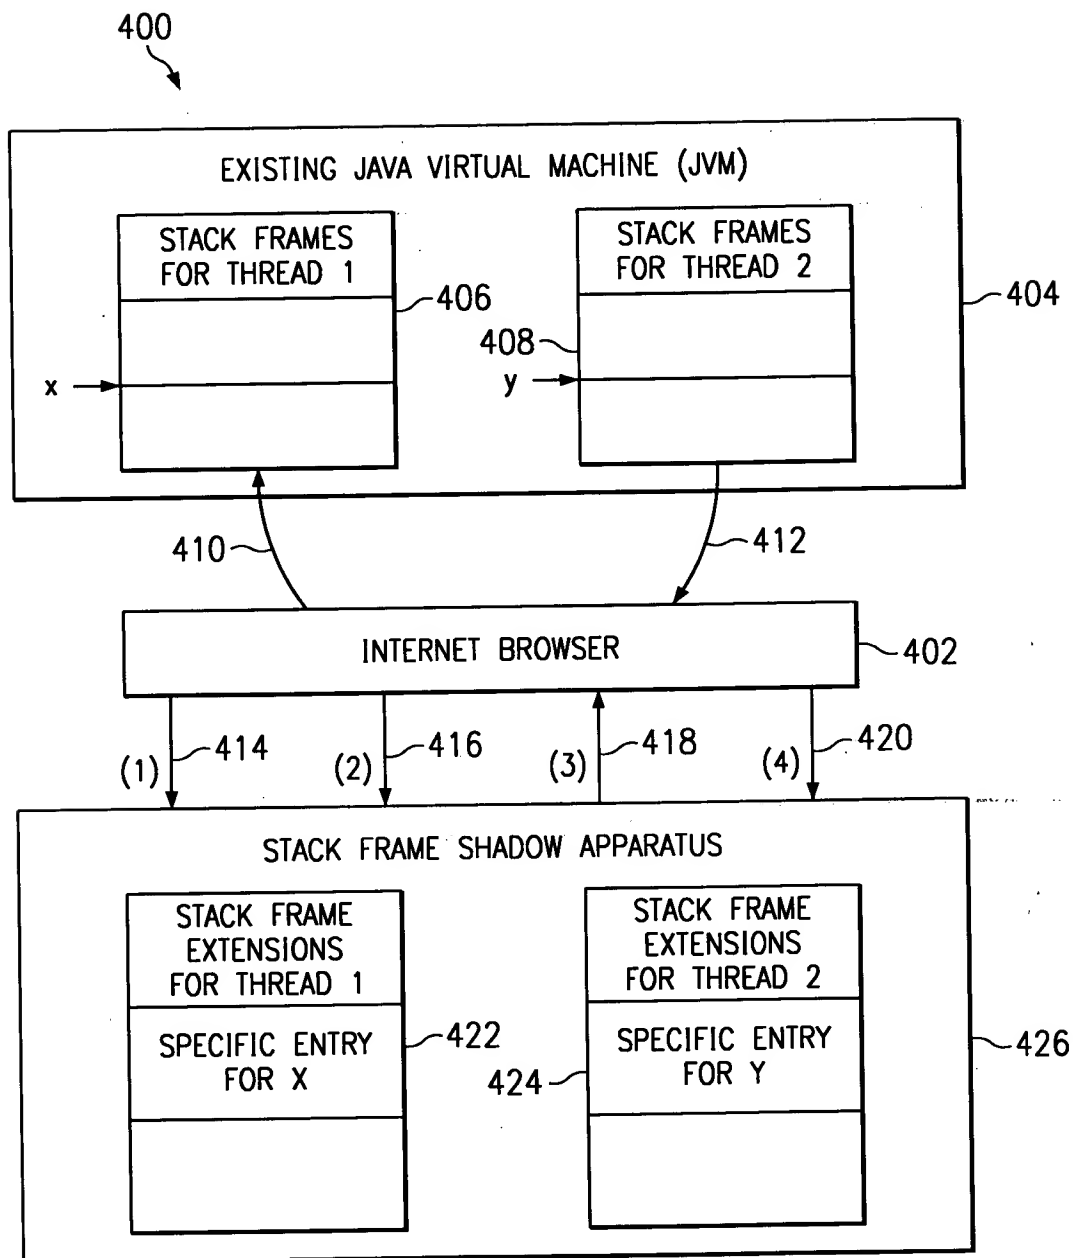 400
EXISTING JAVA VIRTUAL MACHINE (JVM)
STACK FRAMES
FOR THREAD 1
STACK FRAMES
FOR THREAD 2
406
404
408
x
y
410
412
INTERNET BROWSER
402
(1)
414
(2)
416
(3)
418
(4)
420
STACK FRAME SHADOW APPARATUS
STACK FRAME
EXTENSIONS
FOR THREAD 1
STACK FRAME
EXTENSIONS
FOR THREAD 2
SPECIFIC ENTRY
FOR X
422
SPECIFIC ENTRY
FOR Y
424
426